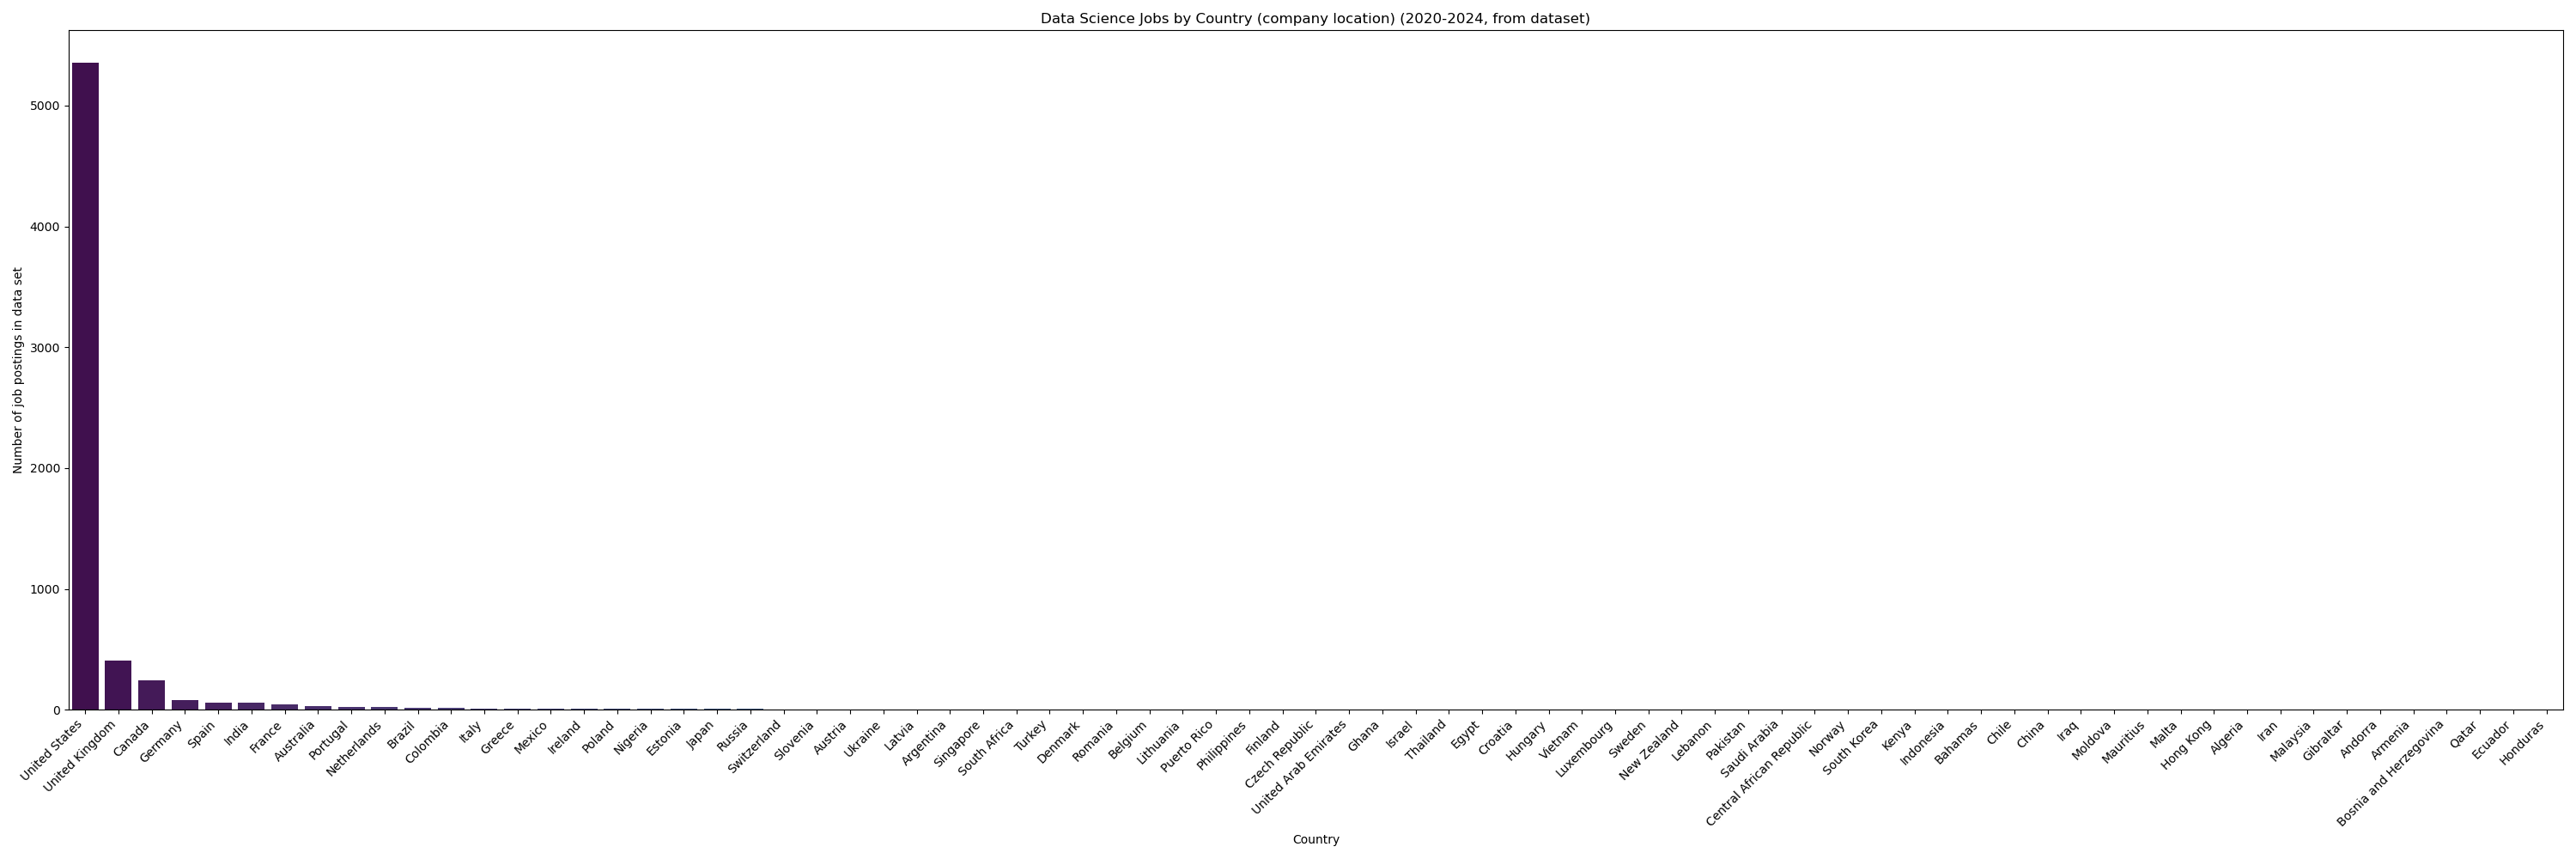 Data Science Jobs by Country (company location) (2020-2024, from dataset)
Number of job postings in data set
5000
4000
3000
2000
1000
0
United States
United Kingdom
Canada
Germany
Spain
India
France
Australia
Portugal
Netherlands
Brazil
Colombia
Italy
Greece
Mexico
Ireland
Poland
Nigeria
Estonia
Japan
Russia
Switzerland
Slovenia
Austria
Ukraine
Latvia
Argentina
Singapore
South Africa
Turkey
Denmark
Romania
Belgium
Lithuania
Puerto Rico
Philippines
Finland
Czech Republic
United Arab Emirates
Ghana
Israel
Thailand
Egypt
Croatia
Hungary
Vietnam
Luxembourg
Sweden
New Zealand
Lebanon
Pakistan
Saudi Arabia
Central African Republic
Norway
South Korea
Kenya
Indonesia
Bahamas
Chile
China
Iraq
Moldova
Mauritius
Malta
Hong Kong
Algeria
Iran
Malaysia
Gibraltar
Andorra
Armenia
Bosnia and Herzegovina
Qatar
Ecuador
Honduras
Country